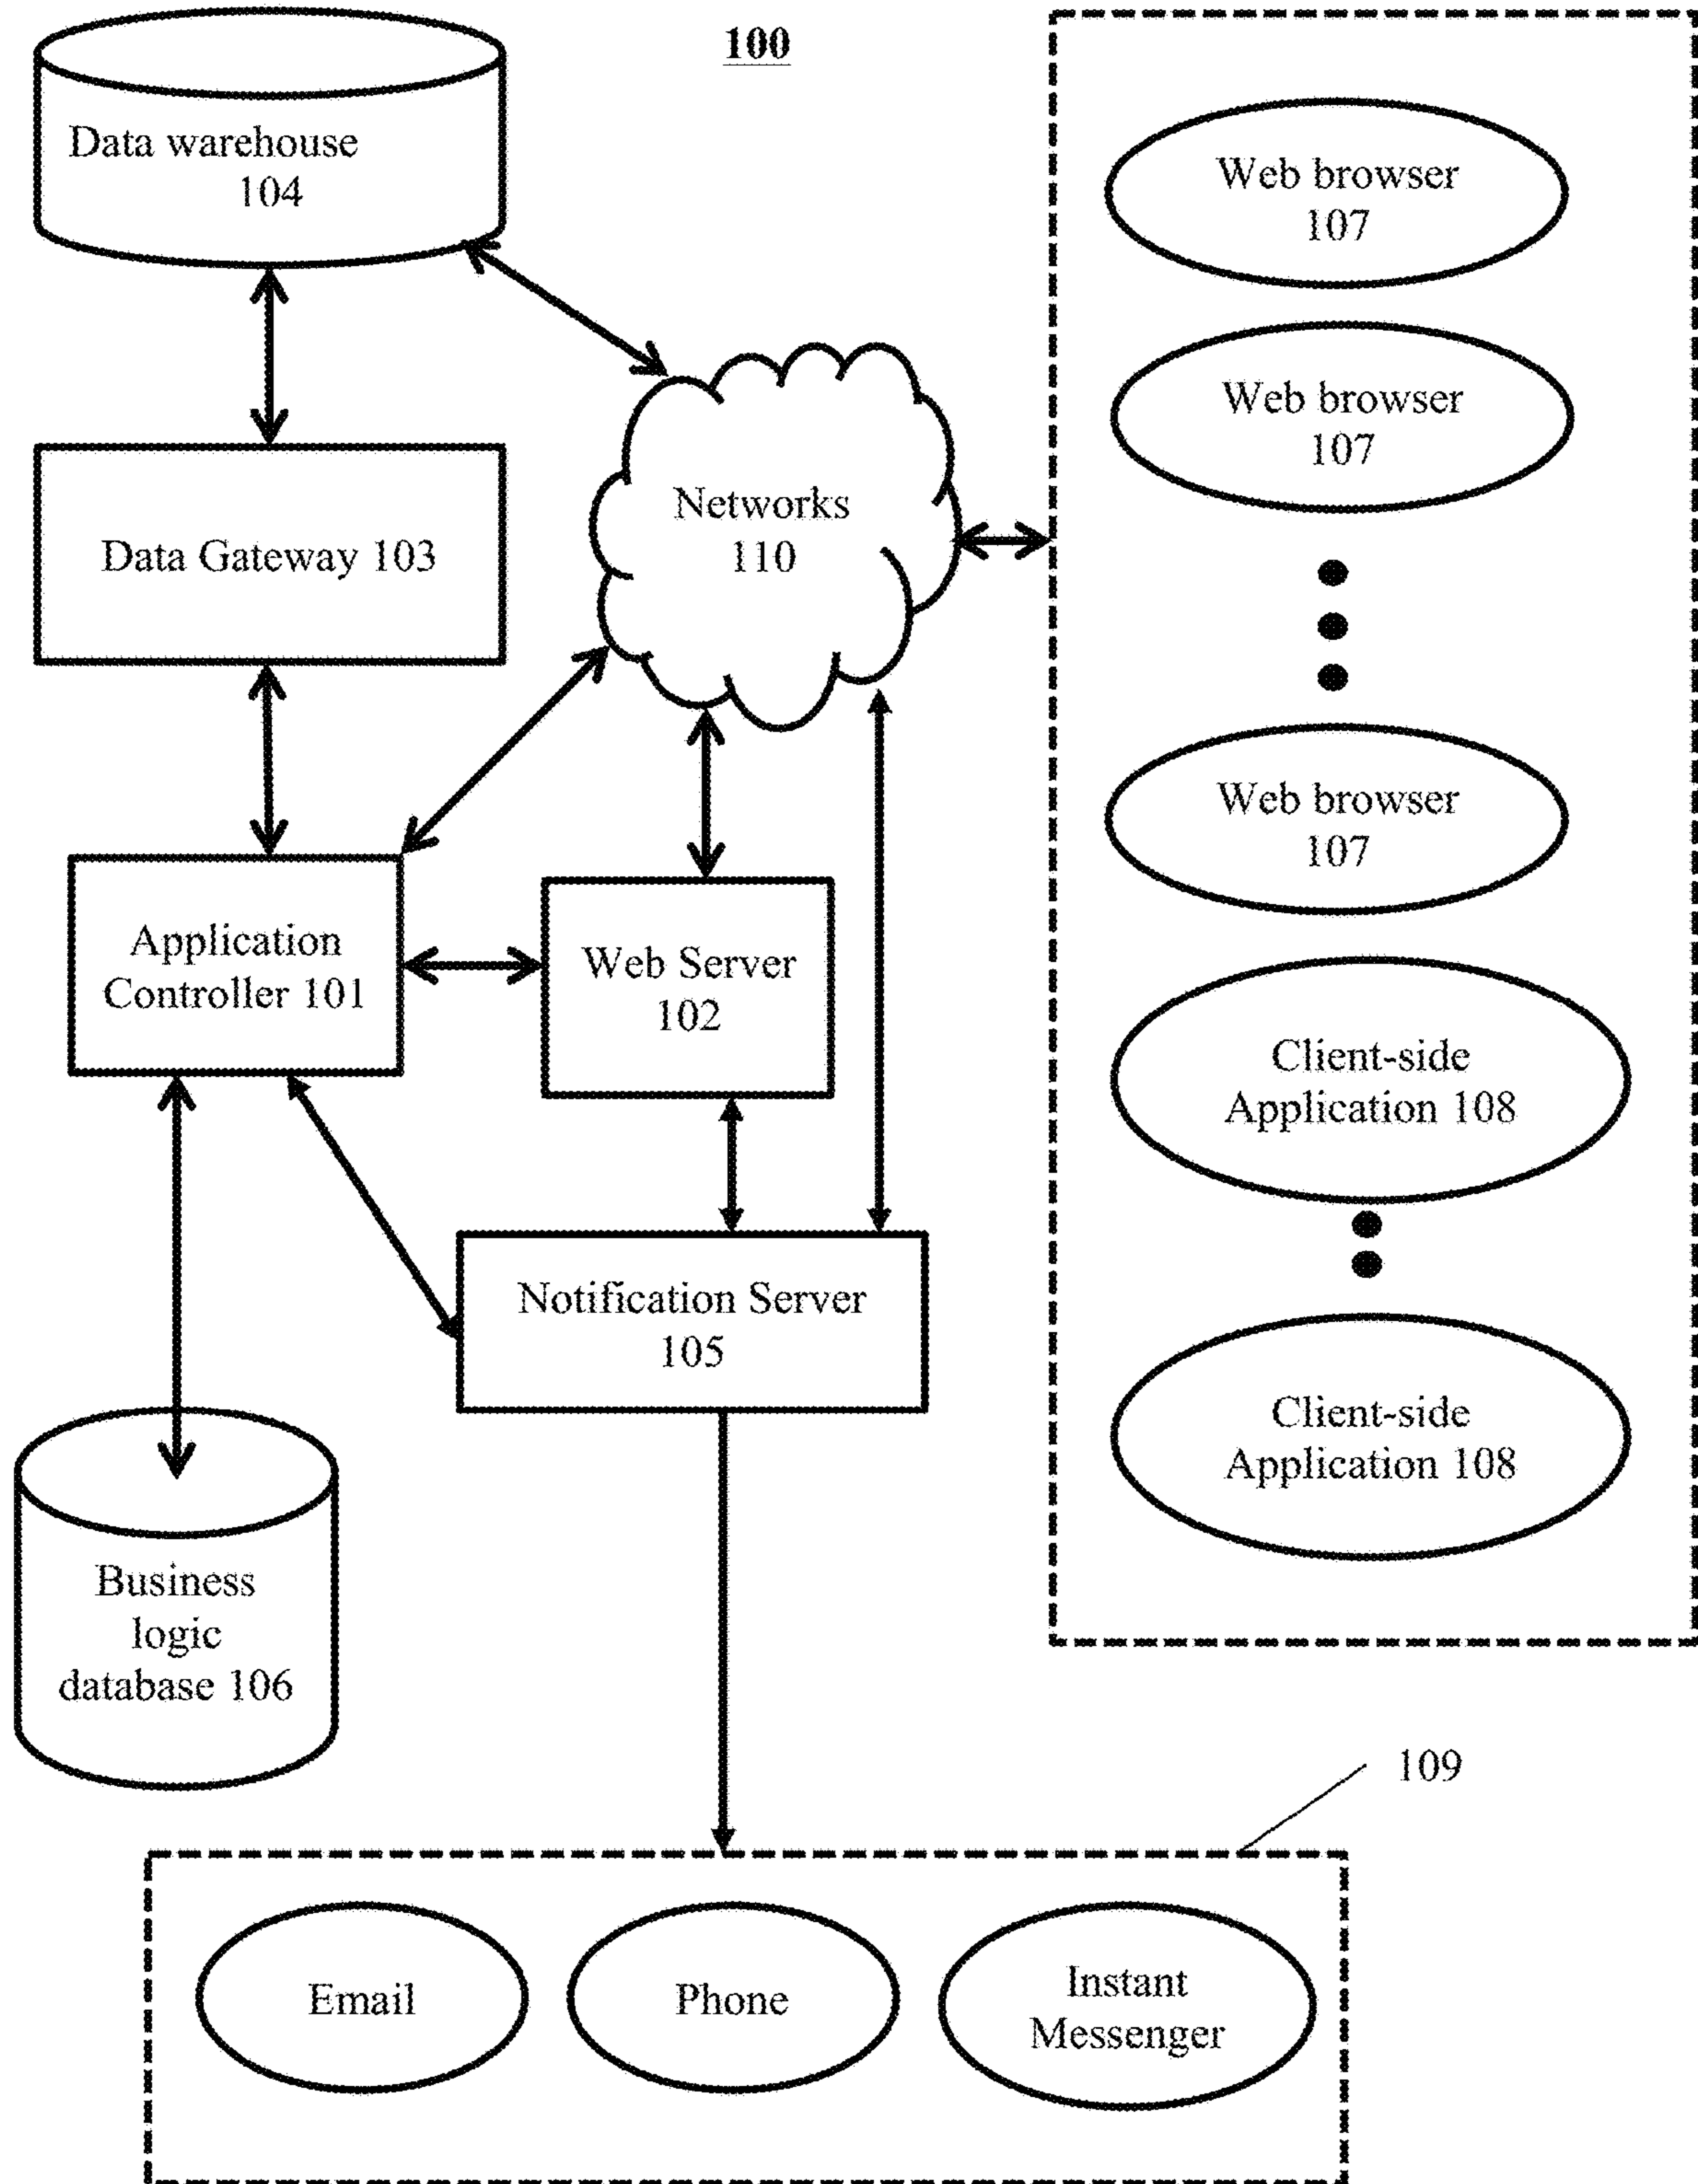 100
Data warehouse
104
Web browser
107
Web browser
107
Networks
110
Data Gateway 103
Web browser
107
Application
Controller 101
Web Server
102
Client-side
Application 108
Notification Server
105
Client-side
Application 108
Business
logic
database 106
109
Email
Phone
Instant
Messenger